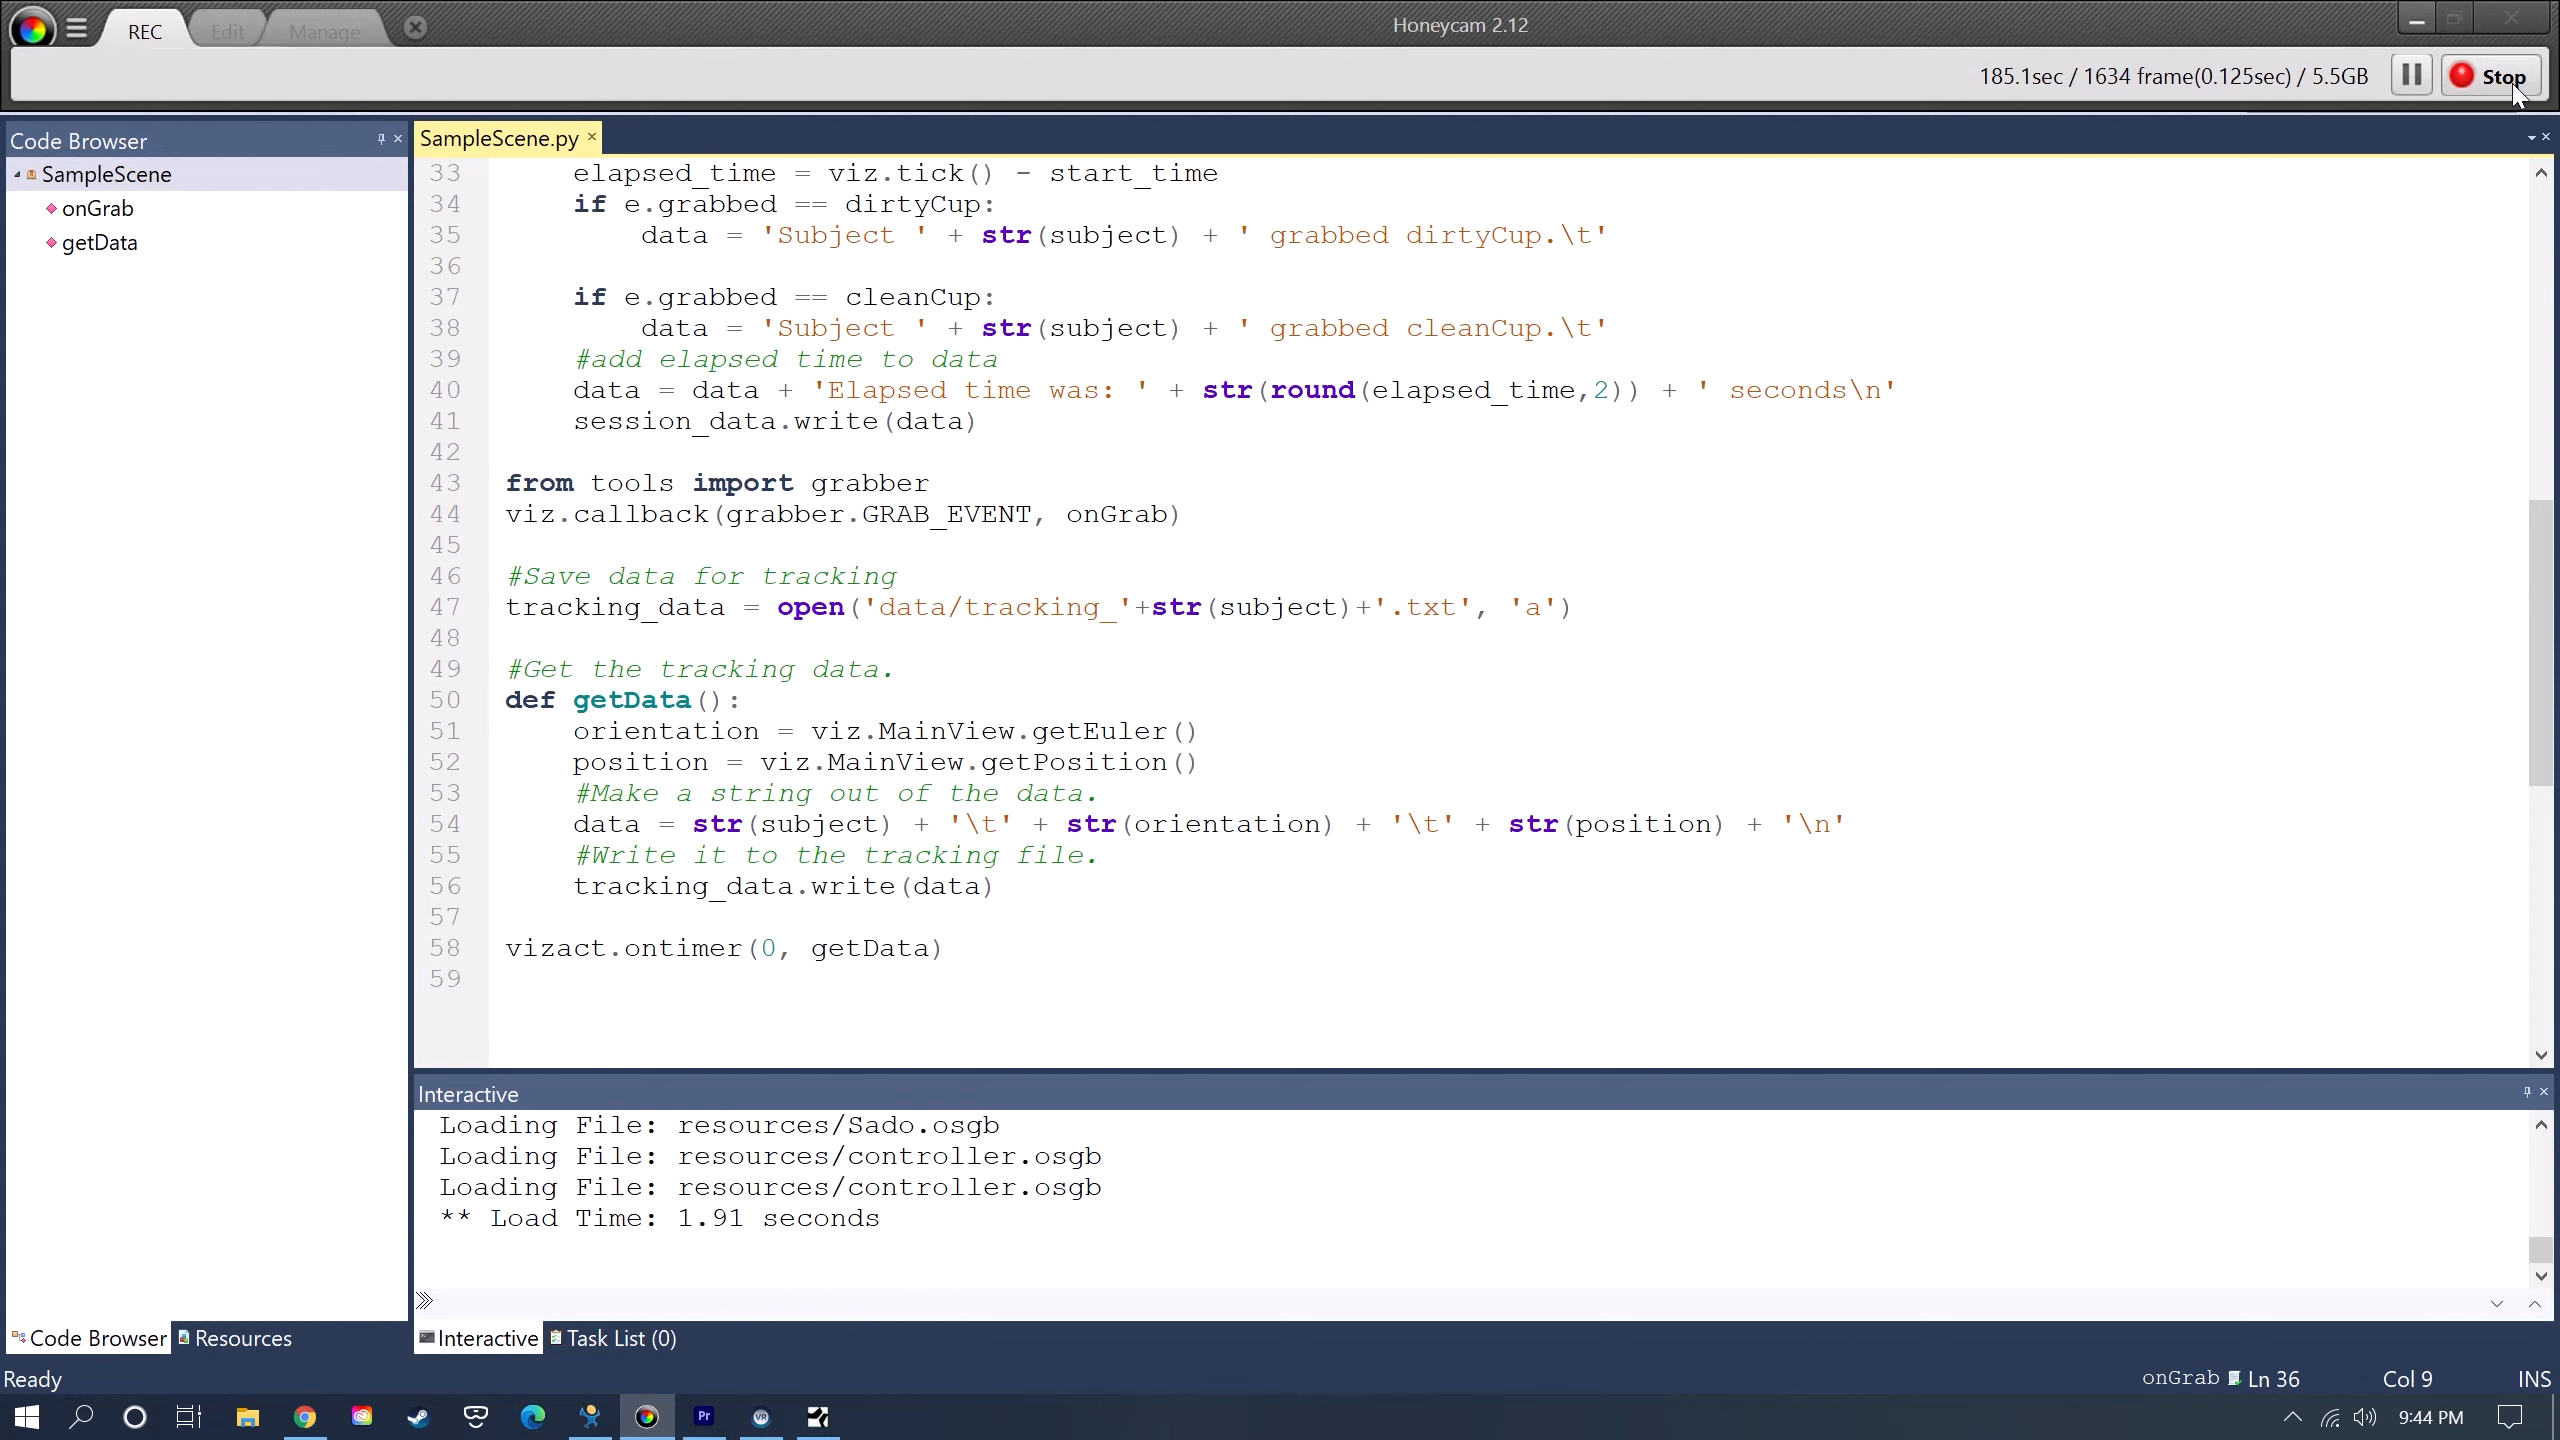 REC
Edit
Manage
Honeycam 2.12
185.1sec / 1634 frame(0.125sec) / 5.5GB
Stop
Code Browser
SampleScene
onGrab
getData
SampleScene.py
33 elapsed_time = viz.tick() - start_time
34 if e.grabbed == dirtyCup:
35 data = 'Subject ' + str(subject) + ' grabbed dirtyCup.\t'
36
37 if e.grabbed == cleanCup:
38 data = 'Subject ' + str(subject) + ' grabbed cleanCup.\t'
39 #add elapsed time to data
40 data = data + 'Elapsed time was: ' + str(round(elapsed_time,2)) + ' seconds\n'
41 session_data.write(data)
42
43 from tools import grabber
44 viz.callback(grabber.GRAB_EVENT, onGrab)
45
46 #Save data for tracking
47 tracking_data = open('data/tracking_'+str(subject)+'.txt', 'a')
48
49 #Get the tracking data.
50 def getData():
51 orientation = viz.MainView.getEuler()
52 position = viz.MainView.getPosition()
53 #Make a string out of the data.
54 data = str(subject) + '\t' + str(orientation) + '\t' + str(position) + '\n'
55 #Write it to the tracking file.
56 tracking_data.write(data)
57
58 vizact.ontimer(0, getData)
59
Interactive
Loading File: resources/Sado.osgb
Loading File: resources/controller.osgb
Loading File: resources/controller.osgb
** Load Time: 1.91 seconds
Code Browser
Resources
Interactive
Task List (0)
Ready
onGrab
Ln 36
Col 9
INS
Pr
VR
9:44 PM